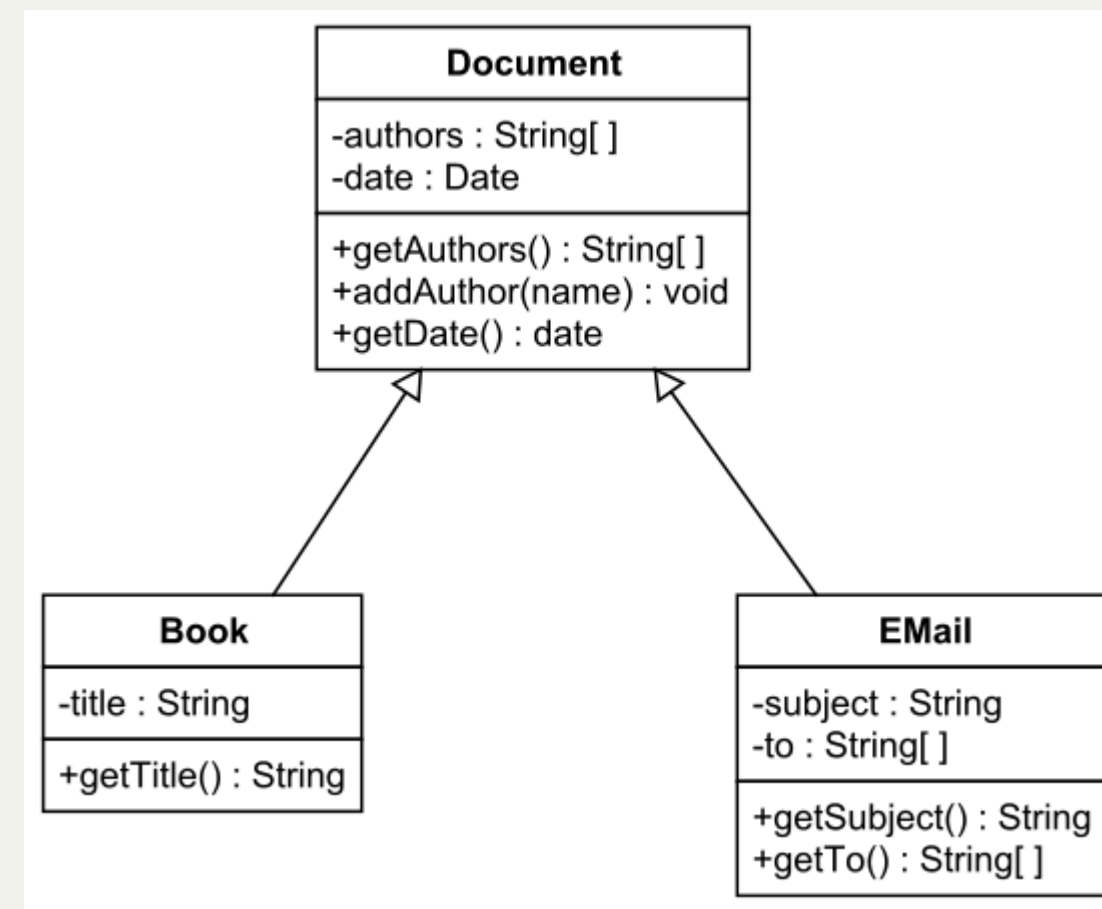 Document
-authors : String[ ]
-date : Date
+getAuthors() : String[ ]
+addAuthor(name) : void
+getDate() : date
Book
-title : String
+getTitle() : String
EMail
-subject : String
-to : String[ ]
+getSubject() : String
+getTo() : String[ ]